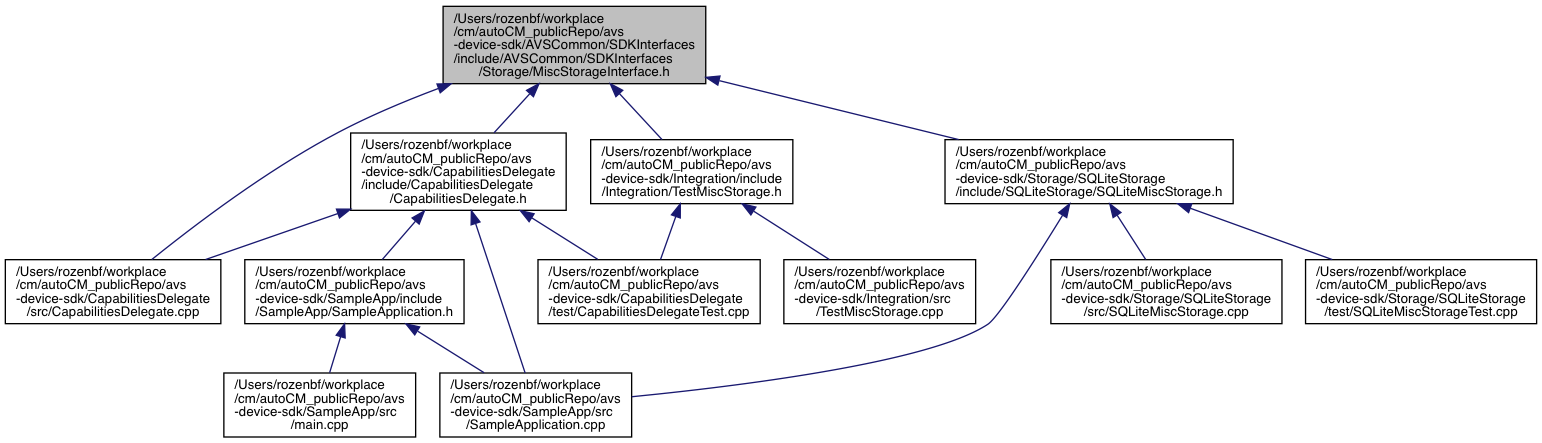 /Users/rozenbf/workplace
/cm/autoCM_publicRepo/avs
-device-sdk/AVSCommon/SDKInterfaces
/include/AVSCommon/SDKInterfaces
/Storage/MiscStorageInterface.h
/Users/rozenbf/workplace
/cm/autoCM_publicRepo/avs
-device-sdk/CapabilitiesDelegate
/include/CapabilitiesDelegate
/CapabilitiesDelegate.h
/Users/rozenbf/workplace
/cm/autoCM_publicRepo/avs
-device-sdk/Integration/include
/Integration/TestMiscStorage.h
/Users/rozenbf/workplace
/cm/autoCM_publicRepo/avs
-device-sdk/Storage/SQLiteStorage
/include/SQLiteStorage/SQLiteMiscStorage.h
/Users/rozenbf/workplace
/cm/autoCM_publicRepo/avs
-device-sdk/CapabilitiesDelegate
/src/CapabilitiesDelegate.cpp
/Users/rozenbf/workplace
/cm/autoCM_publicRepo/avs
-device-sdk/SampleApp/include
/SampleApp/SampleApplication.h
/Users/rozenbf/workplace
/cm/autoCM_publicRepo/avs
-device-sdk/CapabilitiesDelegate
/test/CapabilitiesDelegateTest.cpp
/Users/rozenbf/workplace
/cm/autoCM_publicRepo/avs
-device-sdk/Integration/src
/TestMiscStorage.cpp
/Users/rozenbf/workplace
/cm/autoCM_publicRepo/avs
-device-sdk/Storage/SQLiteStorage
/src/SQLiteMiscStorage.cpp
/Users/rozenbf/workplace
/cm/autoCM_publicRepo/avs
-device-sdk/Storage/SQLiteStorage
/test/SQLiteMiscStorageTest.cpp
/Users/rozenbf/workplace
/cm/autoCM_publicRepo/avs
-device-sdk/SampleApp/src
/main.cpp
/Users/rozenbf/workplace
/cm/autoCM_publicRepo/avs
-device-sdk/SampleApp/src
/SampleApplication.cpp